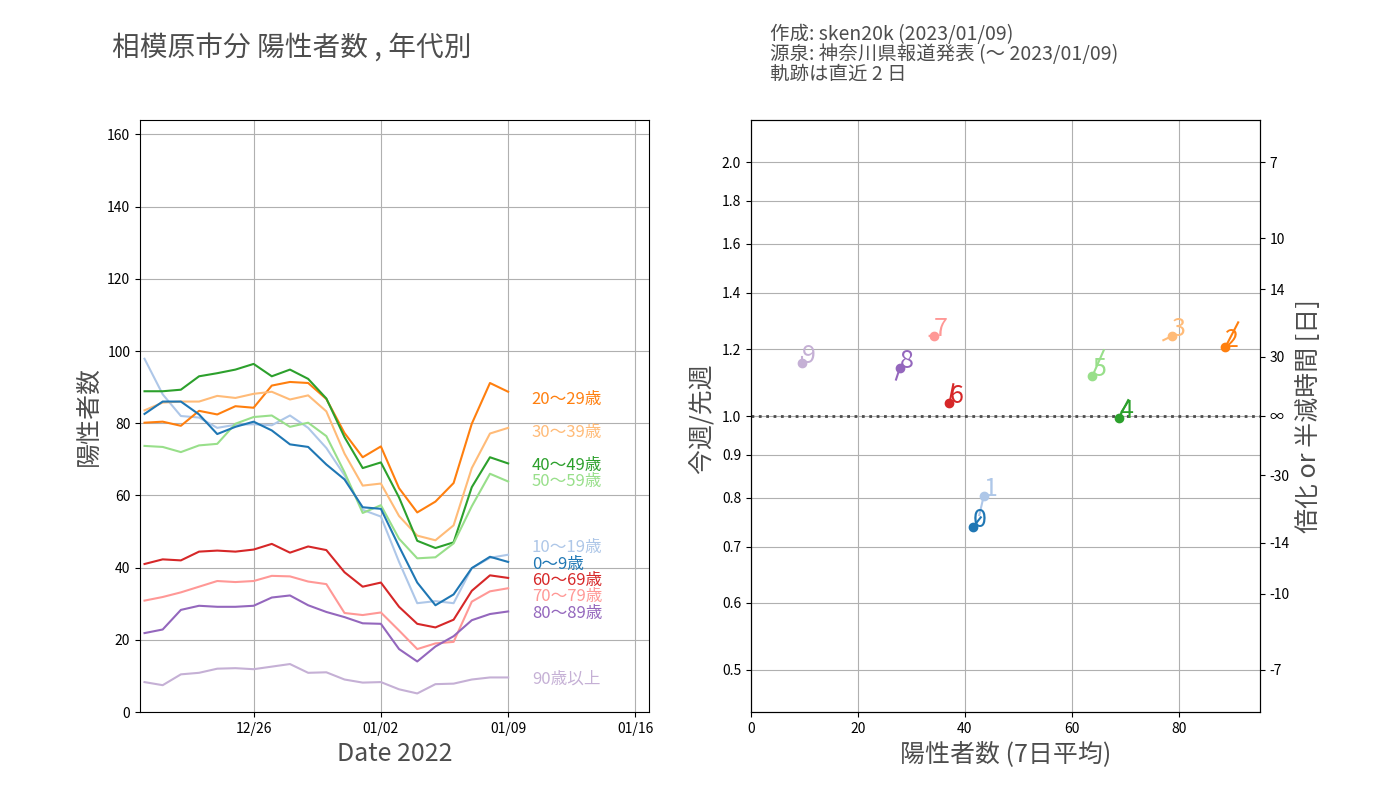 相模原市分 陽性者数 , 年代別
作成: sken20k (2023/01/09)
源泉: 神奈川県報道発表 (〜 2023/01/09)
軌跡は直近 2 日
陽性者数
160
140
120
100
80
60
40
20
0
12/26
01/02
01/09
01/16
Date 2022
20〜29歳
30〜39歳
40〜49歳
50〜59歳
10〜19歳
0〜9歳
60〜69歳
70〜79歳
80〜89歳
90歳以上
今週/先週
2.0
1.8
1.6
1.4
1.2
1.0
0.9
0.8
0.7
0.6
0.5
0
20
40
60
80
陽性者数 (7日平均)
9
8
7
6
5
4
3
2
1
0
7
10
14
30
∞
-30
-14
-10
-7
倍化 or 半減時間 [日]